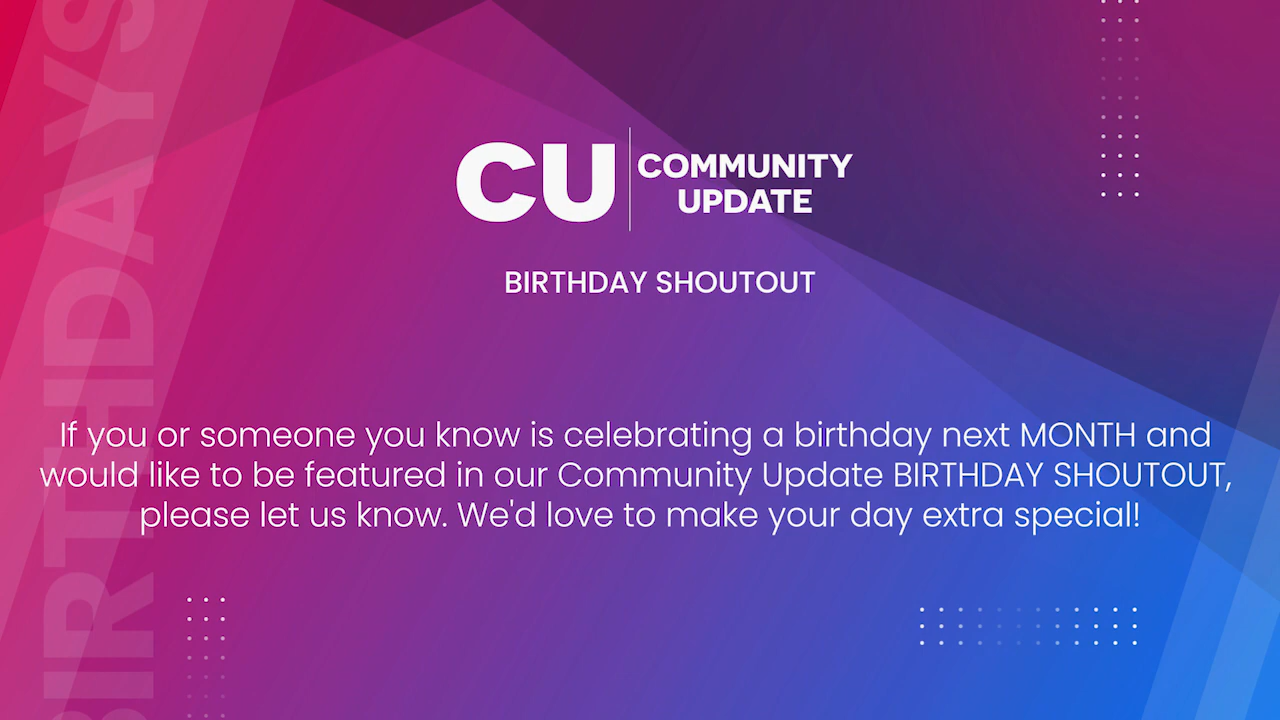 BIRTHDAYS
CU
COMMUNITY
UPDATE
BIRTHDAY SHOUTOUT
If you or someone you know is celebrating a birthday next MONTH and
would like to be featured in our Community Update BIRTHDAY SHOUTOUT,
please let us know. We'd love to make your day extra special!